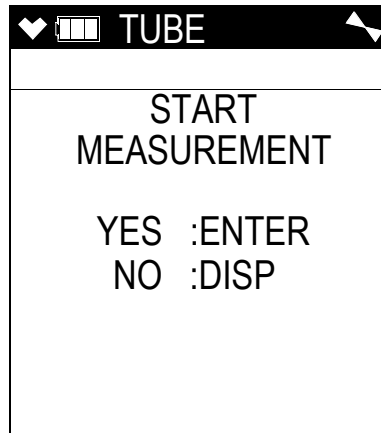 TUBE
START
MEASUREMENT
YES :ENTER
NO :DISP